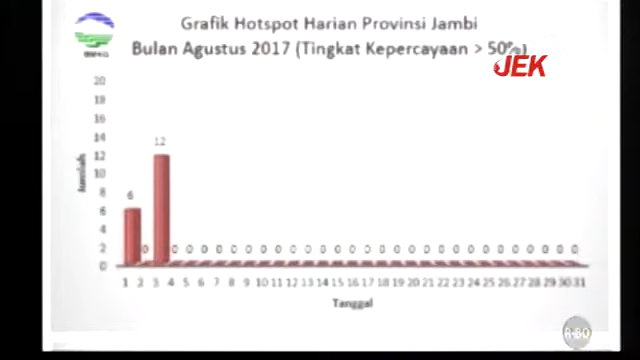 Grafik Hotspot Harian Provinsi Jambi
BMKG
Bulan Agustus 2017 (Tingkat Kepercayaan > 50%)
JEK
20
18
16
14
12
10
8
6
4
2
0
Jumlah
6 0 12 0 0 0 0 0 0 0 0 0 0 0 0 0 0 0 0 0 0 0 0 0 0 0 0 0 0 0 0
1 2 3 4 5 6 7 8 9 10 11 12 13 14 15 16 17 18 19 20 21 22 23 24 25 26 27 28 29 30 31
Tanggal
R-BO